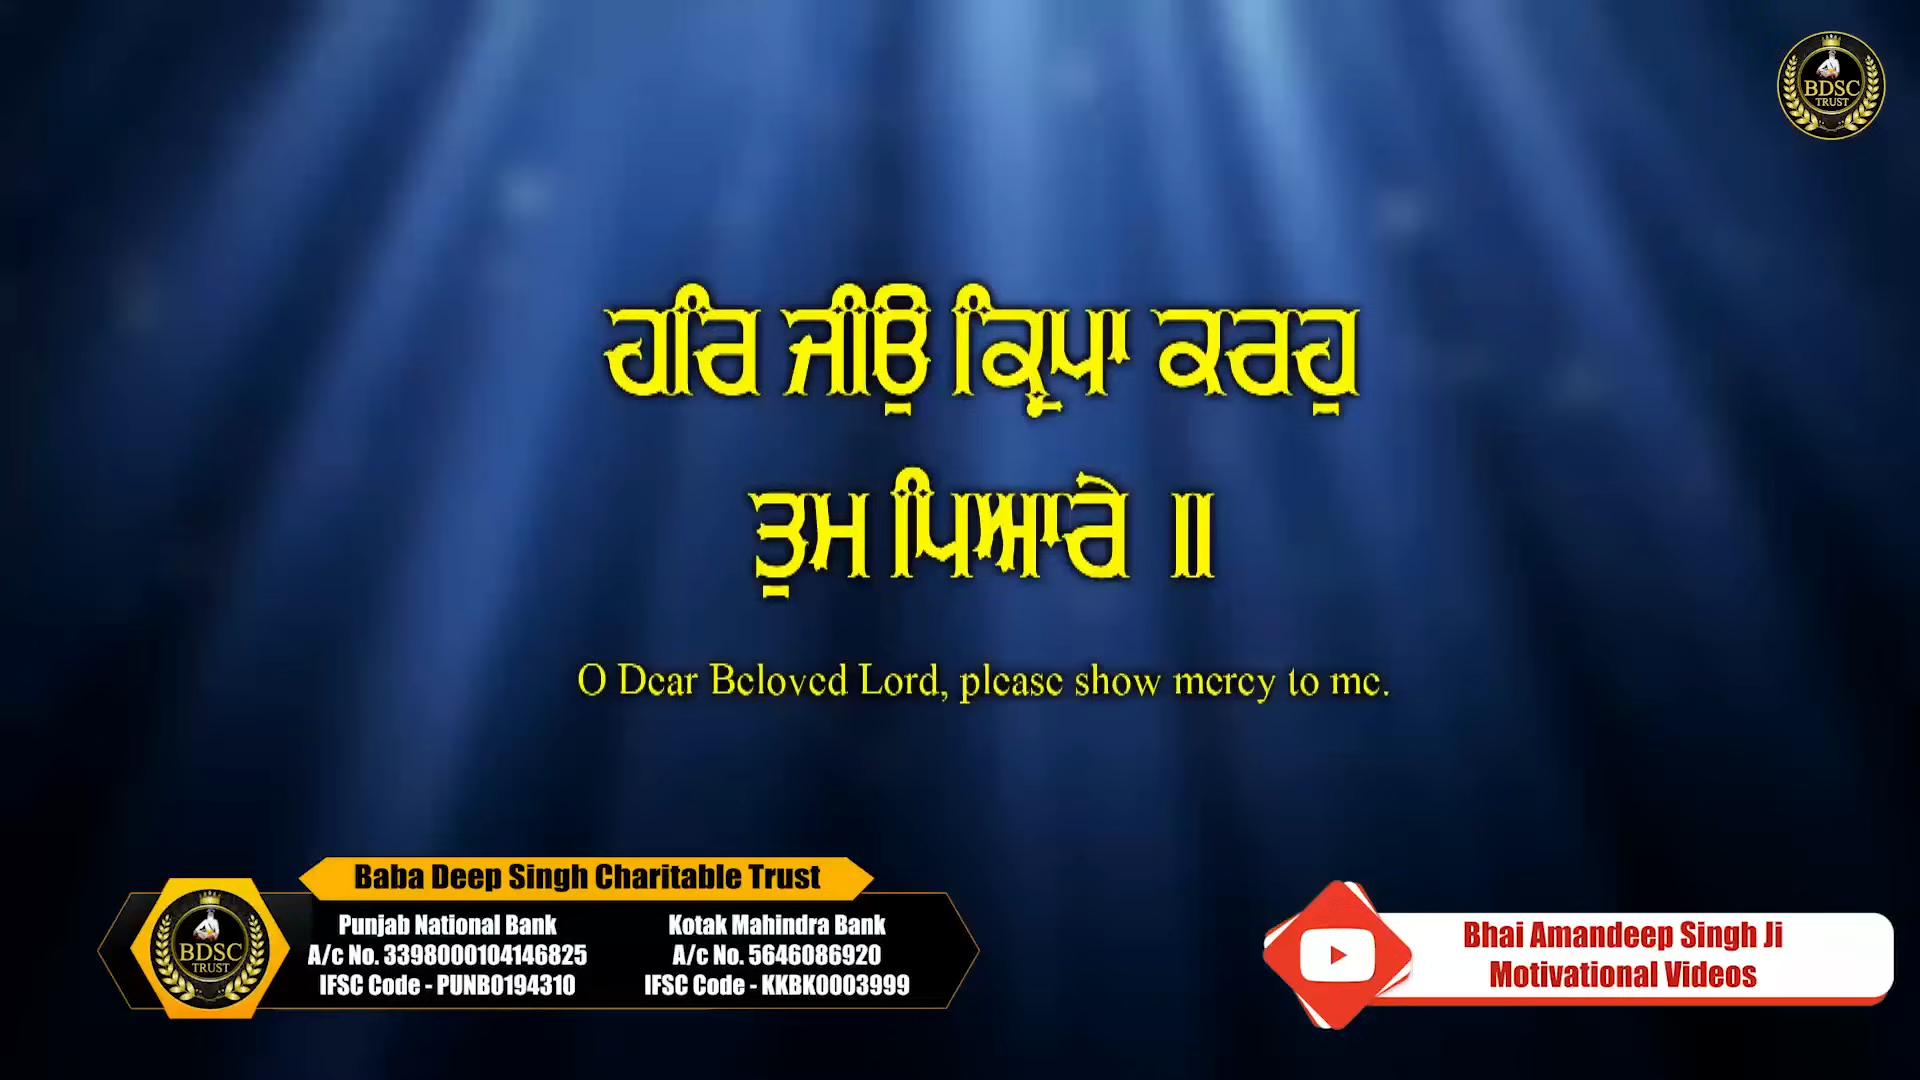 BDSC
TRUST
ਹਰਿ ਜੀਉ ਕ੍ਰਿਪਾ ਕਰਹੁ
ਤੁਮ ਪਿਆਰੇ ॥
O Dear Beloved Lord, please show mercy to me.
Baba Deep Singh Charitable Trust
BDSC
TRUST
Punjab National Bank
A/c No. 3398000104146825
IFSC Code - PUNB0194310
Kotak Mahindra Bank
A/c No. 5646086920
IFSC Code - KKBK0003999
Bhai Amandeep Singh Ji
Motivational Videos